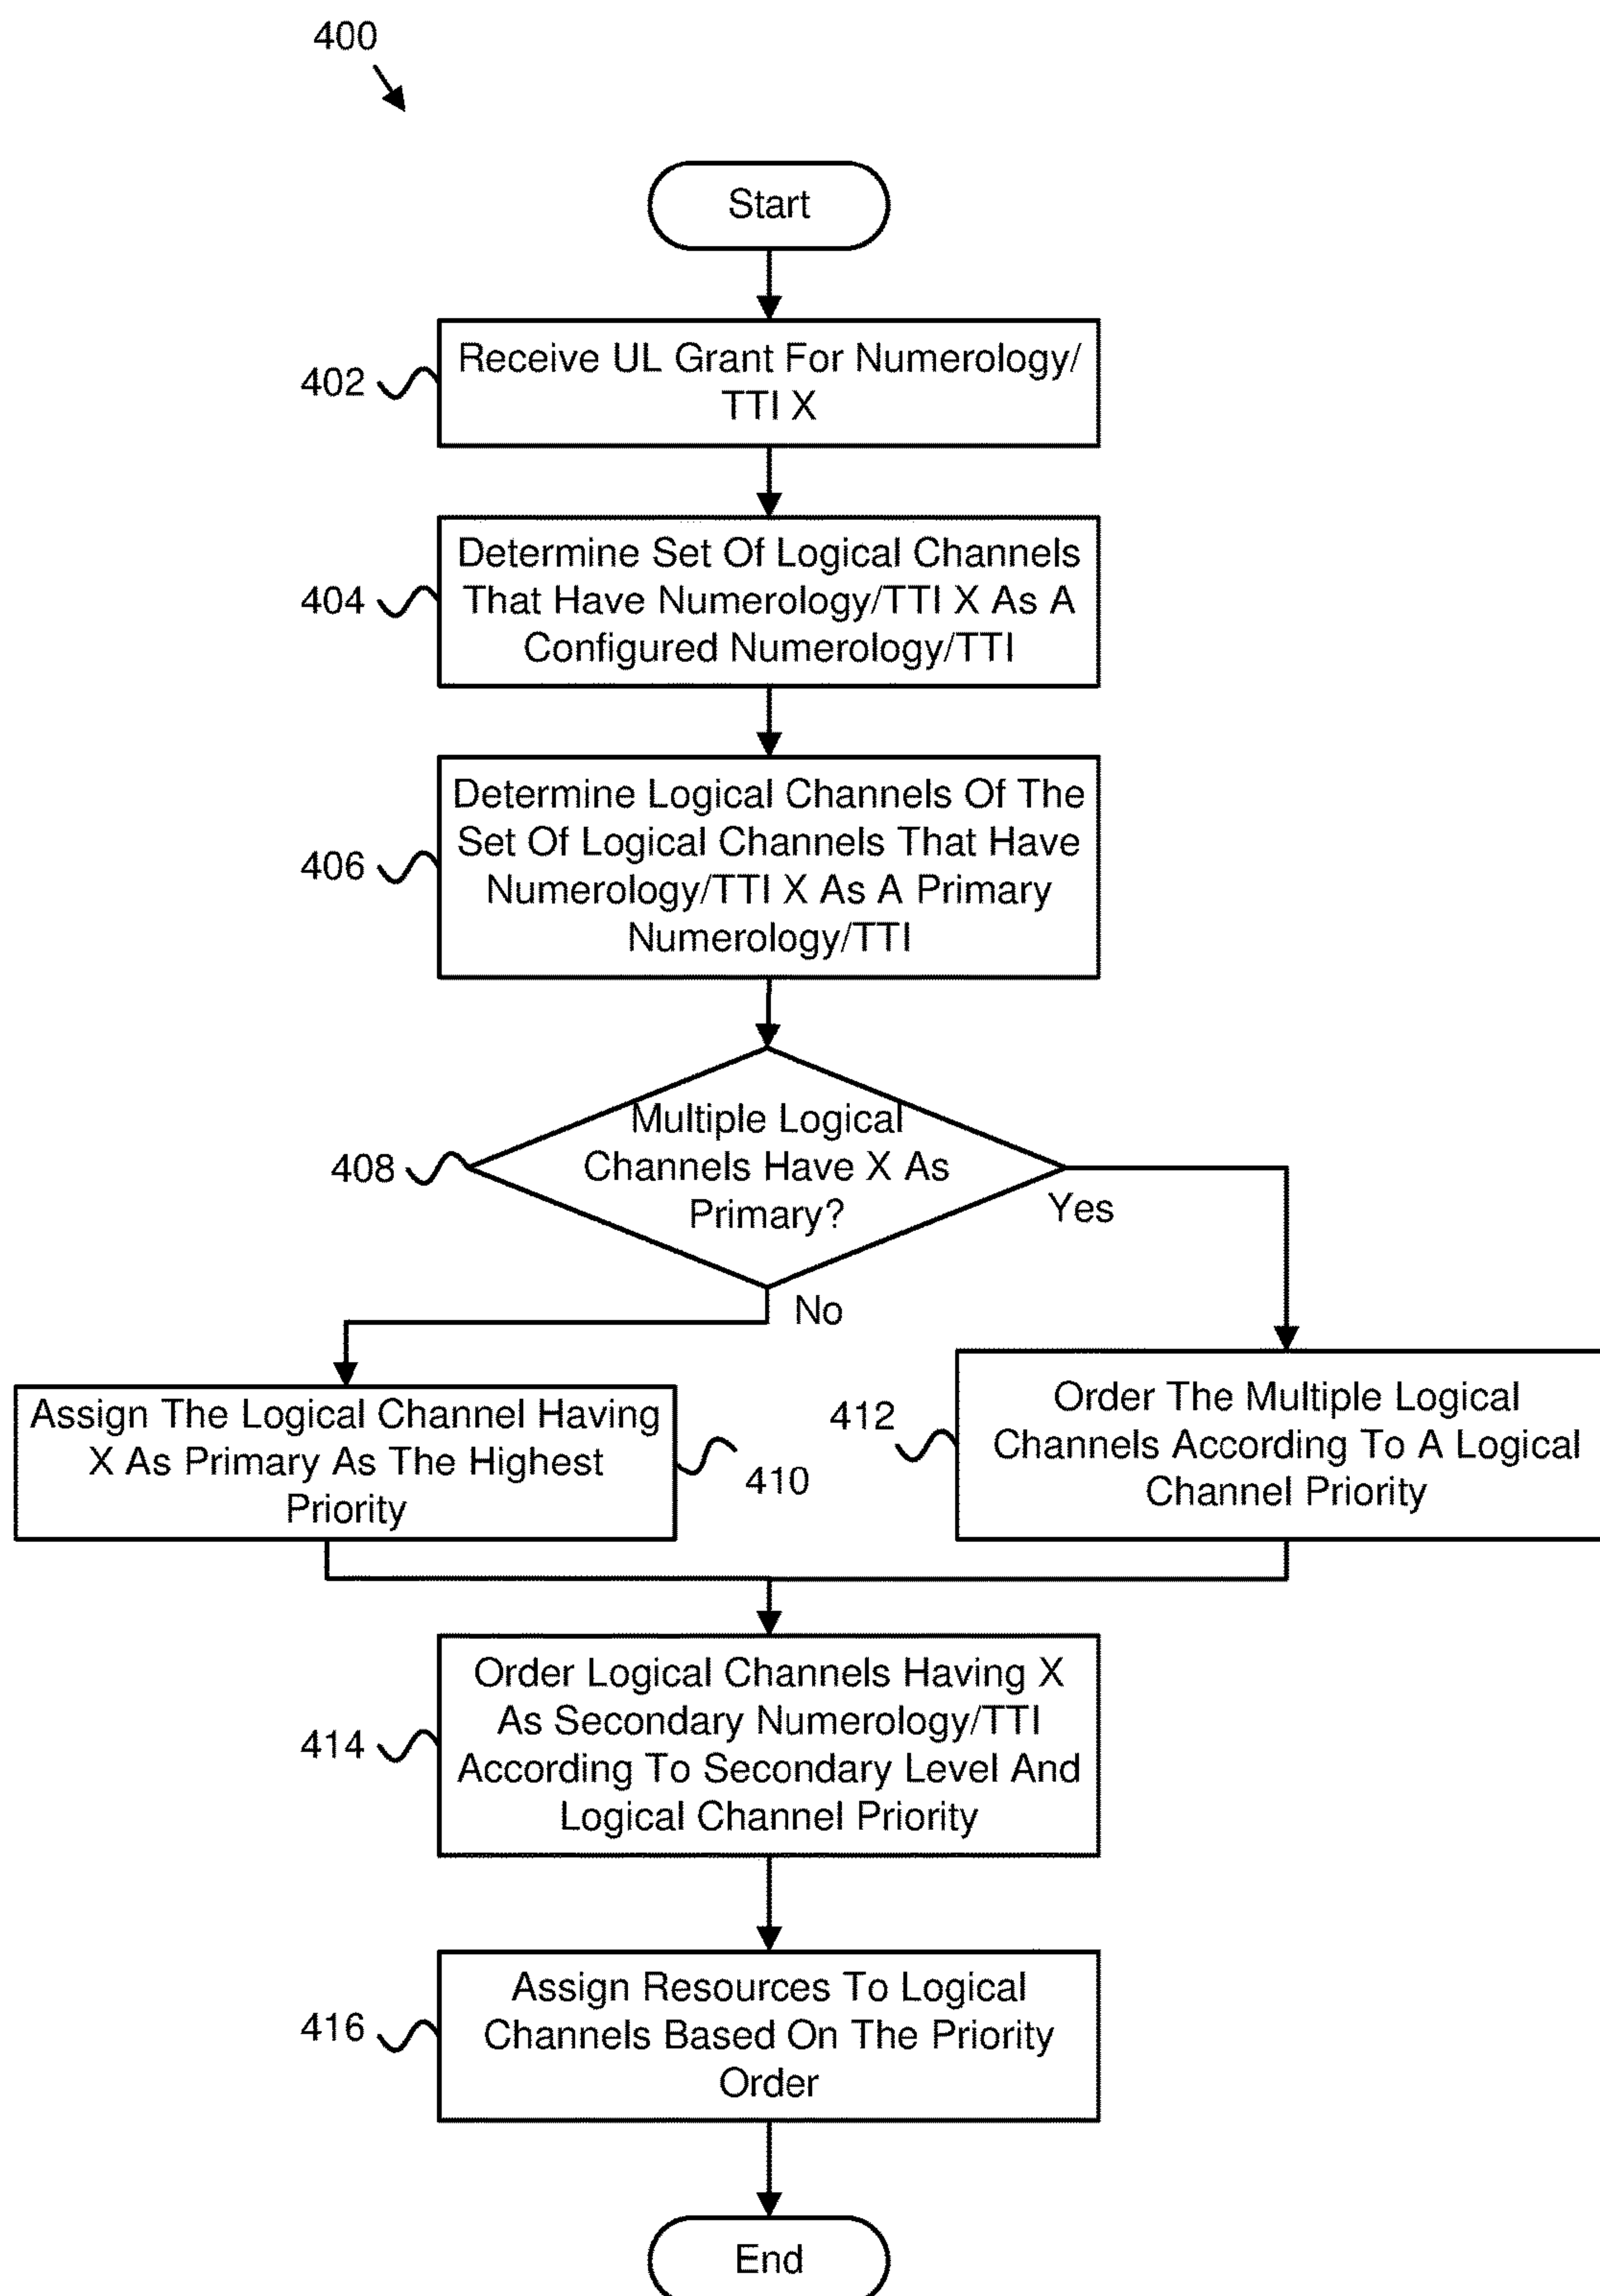 400
Start
402
Receive UL Grant For Numerology/
TTI X
404
Determine Set Of Logical Channels
That Have Numerology/TTI X As A
Configured Numerology/TTI
406
Determine Logical Channels Of The
Set Of Logical Channels That Have
Numerology/TTI X As A Primary
Numerology/TTI
408
Multiple Logical
Channels Have X As
Primary?
Yes
No
Assign The Logical Channel Having
X As Primary As The Highest
Priority
410
412
Order The Multiple Logical
Channels According To A Logical
Channel Priority
414
Order Logical Channels Having X
As Secondary Numerology/TTI
According To Secondary Level And
Logical Channel Priority
416
Assign Resources To Logical
Channels Based On The Priority
Order
End